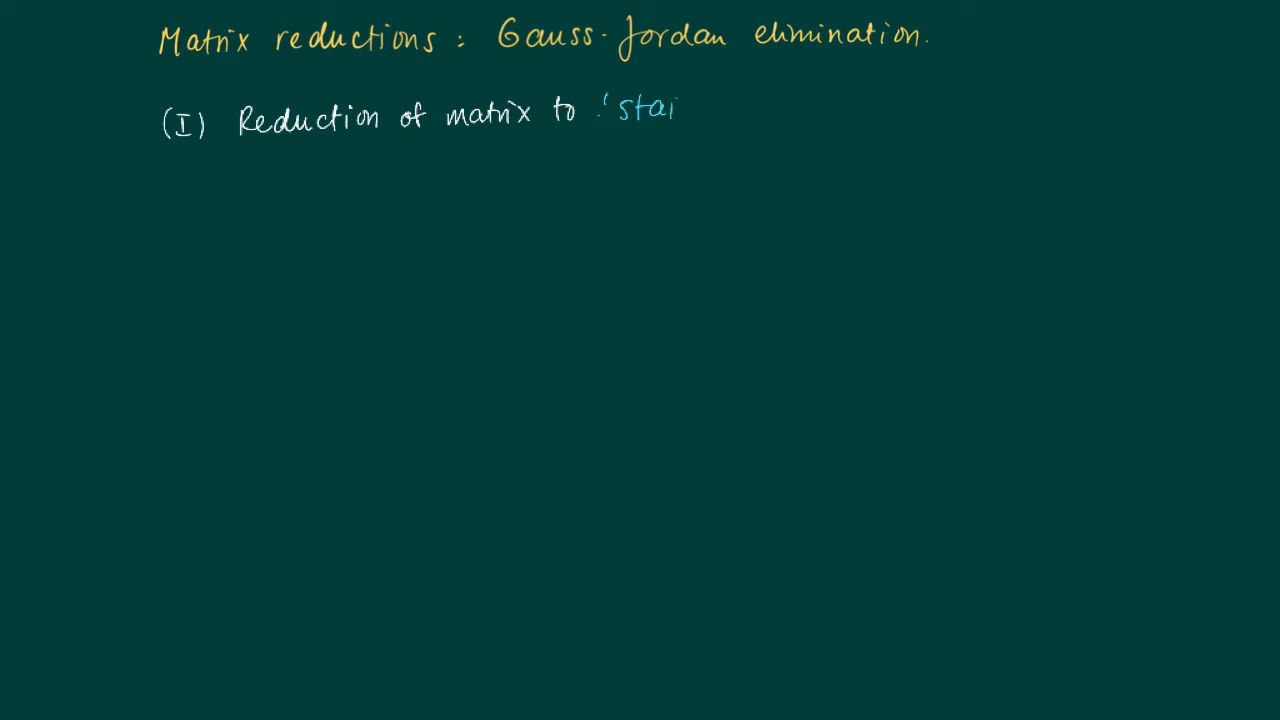 Matrix reductions : Gauss-Jordan elimination.
(I) Reduction of matrix to 'stai